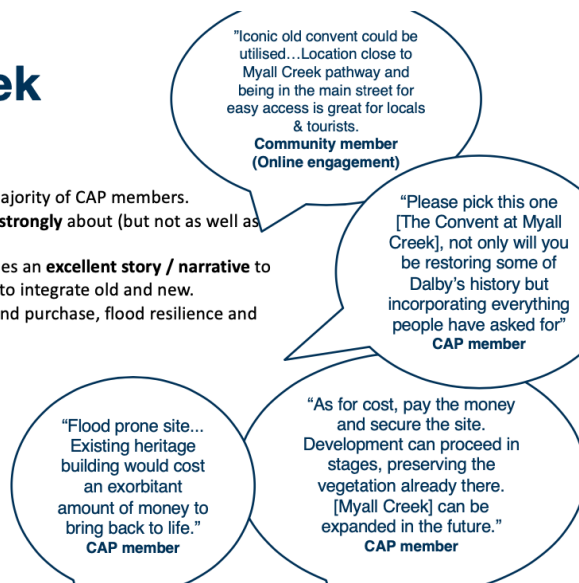 ek
ajority of CAP members.
strongly about (but not as well as
es an excellent story / narrative to
to integrate old and new.
nd purchase, flood resilience and
"Iconic old convent could be
utilised...Location close to
Myall Creek pathway and
being in the main street for
easy access is great for locals
& tourists.
Community member
(Online engagement)
“Please pick this one
[The Convent at Myall
Creek], not only will you
be restoring some of
Dalby's history but
incorporating everything
people have asked for”
CAP member
“Flood prone site...
Existing heritage
building would cost
an exorbitant
amount of money to
bring back to life.”
CAP member
“As for cost, pay the money
and secure the site.
Development can proceed in
stages, preserving the
vegetation already there.
[Myall Creek] can be
expanded in the future.”
CAP member